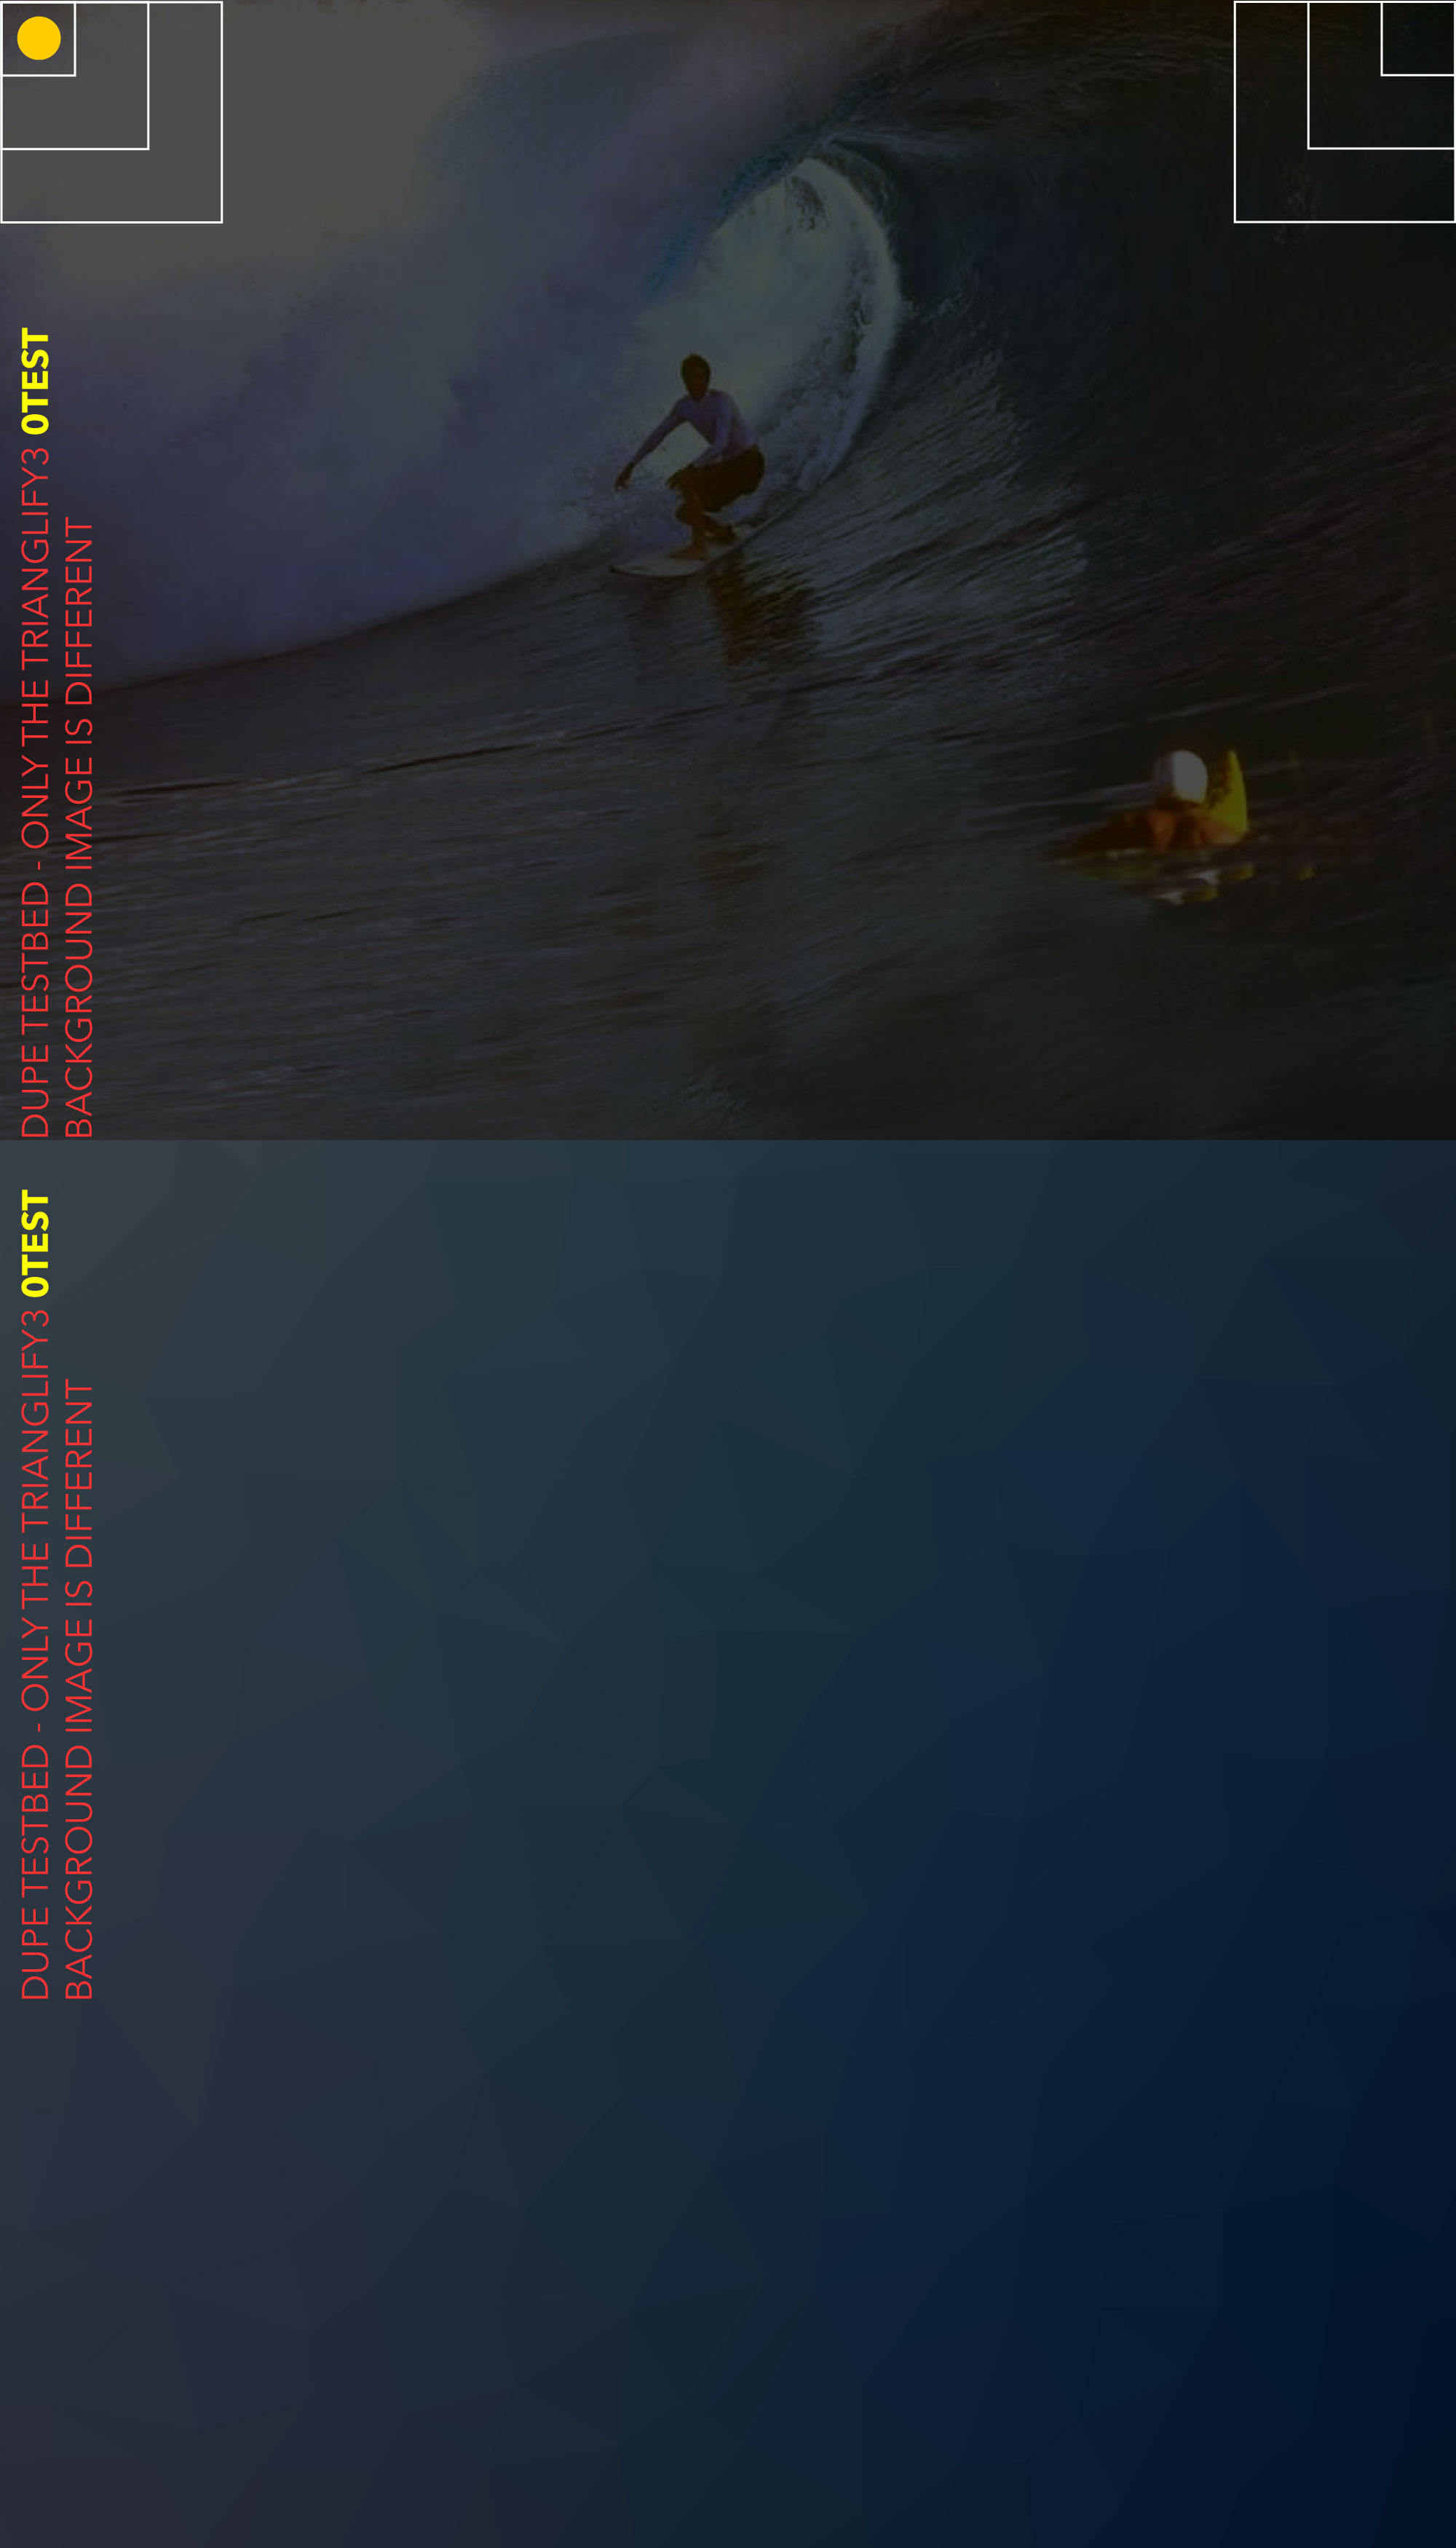 DUPE TESTBED - ONLY THE TRIANGLIFY3 0TEST
BACKGROUND IMAGE IS DIFFERENT
DUPE TESTBED - ONLY THE TRIANGLIFY3 0TEST
BACKGROUND IMAGE IS DIFFERENT